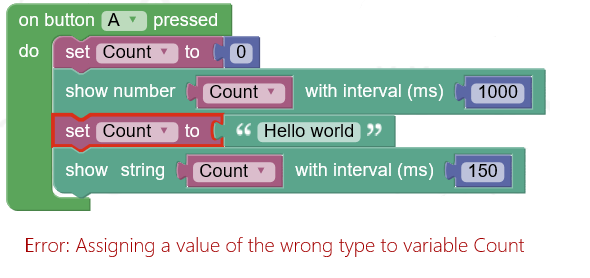 on button A pressed
do set Count to 0
show number Count with interval (ms) 1000
set Count to “ Hello world ”
show string Count with interval (ms) 150
Error: Assigning a value of the wrong type to variable Count